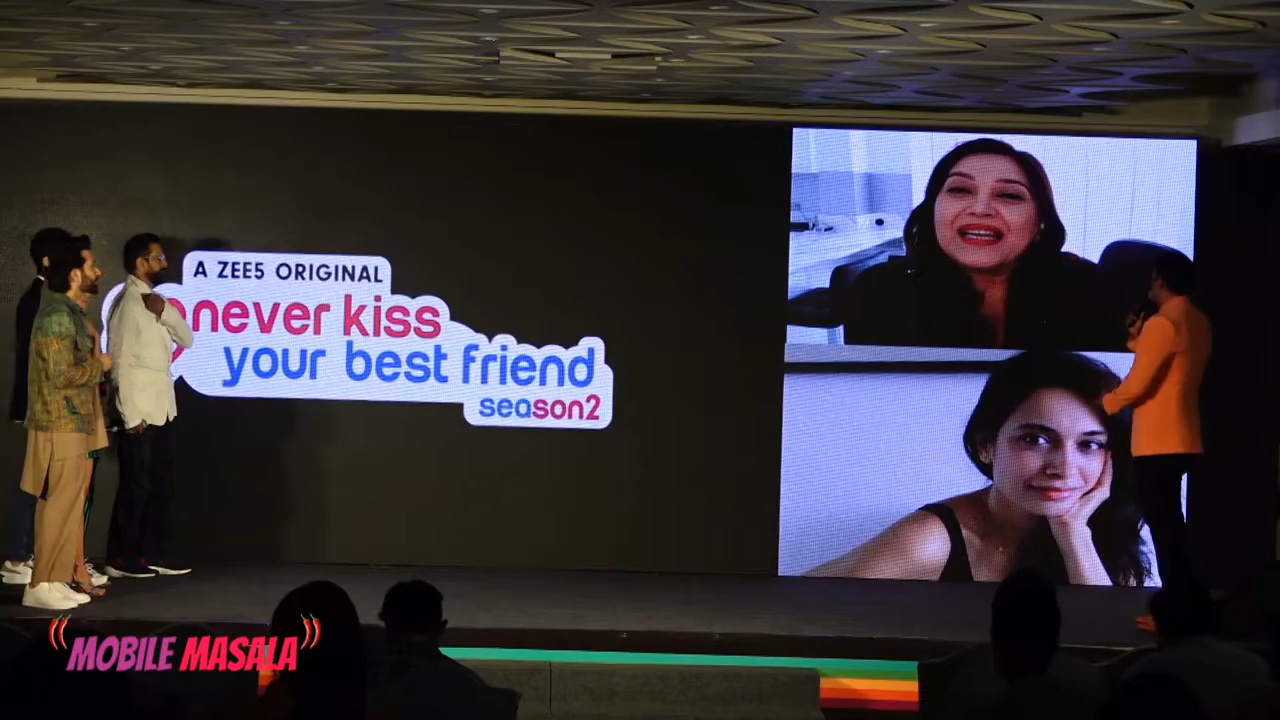 A ZEE5 ORIGINAL
never kiss
your best friend
season2
MOBILE MASALA